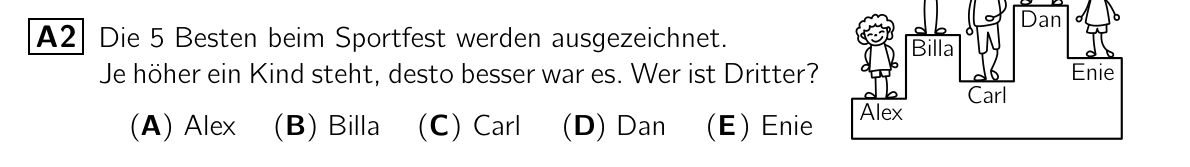 A2 Die 5 Besten beim Sportfest werden ausgezeichnet.
Je höher ein Kind steht, desto besser war es. Wer ist Dritter?
(A) Alex (B) Billa (C) Carl (D) Dan (E) Enie
Dan
Billa
Enie
Carl
Alex